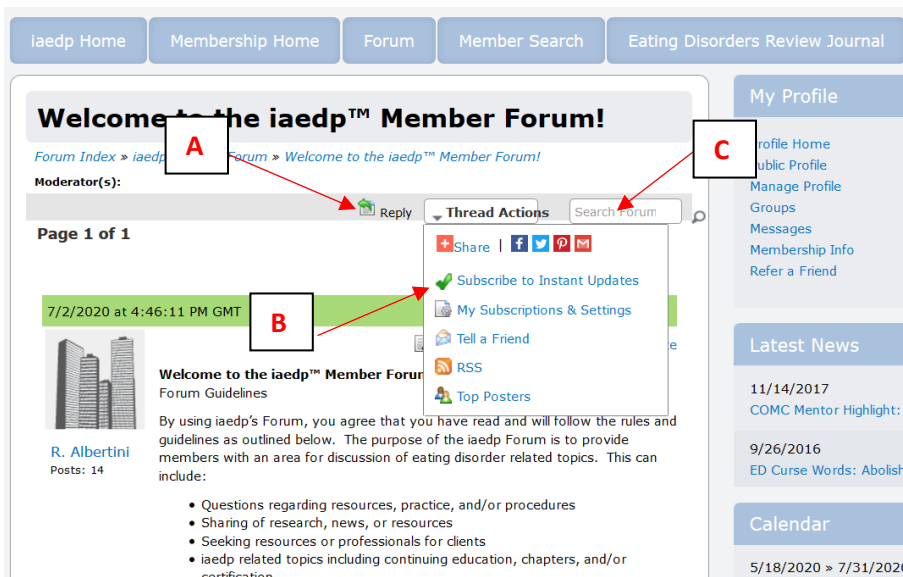 iaedp Home Membership Home Forum Member Search Eating Disorders Review Journal
Welcome to the iaedp™ Member Forum!
A
C
Forum Index » Forum » Welcome to the iaedp™ Member Forum!
Moderator(s):
Reply Thread Actions Search Forum
Page 1 of 1
Share |
Subscribe to Instant Updates
My Subscriptions & Settings
Tell a Friend
RSS
Top Posters
7/2/2020 at 4:46:11 PM GMT
B
Welcome to the iaedp™ Member Forum
Forum Guidelines
By using iaedp's Forum, you agree that you have read and will follow the rules and
guidelines as outlined below. The purpose of the iaedp Forum is to provide
members with an area for discussion of eating disorder related topics. This can
include:
R. Albertini
Posts: 14
• Questions regarding resources, practice, and/or procedures
• Sharing of research, news, or resources
• Seeking resources or professionals for clients
• iaedp related topics including continuing education, chapters, and/or
certification
My Profile
Profile Home
Public Profile
Manage Profile
Groups
Messages
Membership Info
Refer a Friend
Latest News
11/14/2017
COMC Mentor Highlight:
9/26/2016
ED Curse Words: Abolish
Calendar
5/18/2020 » 7/31/2020